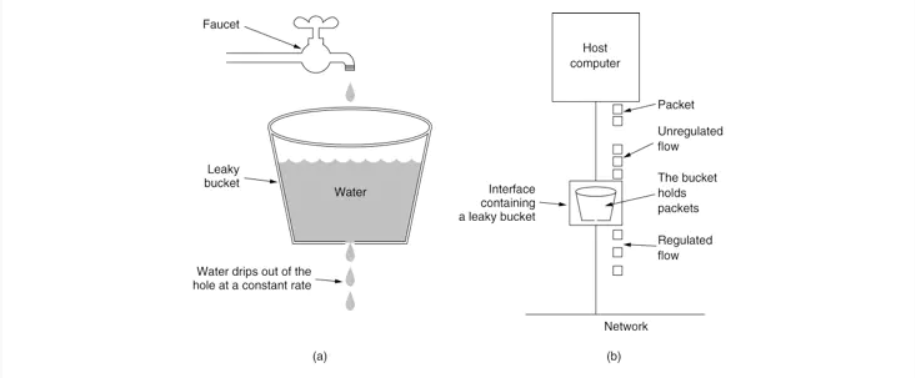 Faucet
Leaky
bucket
Water
Water drips out of the
hole at a constant rate
(a)
Host
computer
Packet
Unregulated
flow
The bucket
holds
packets
Interface
containing
a leaky bucket
Regulated
flow
Network
(b)